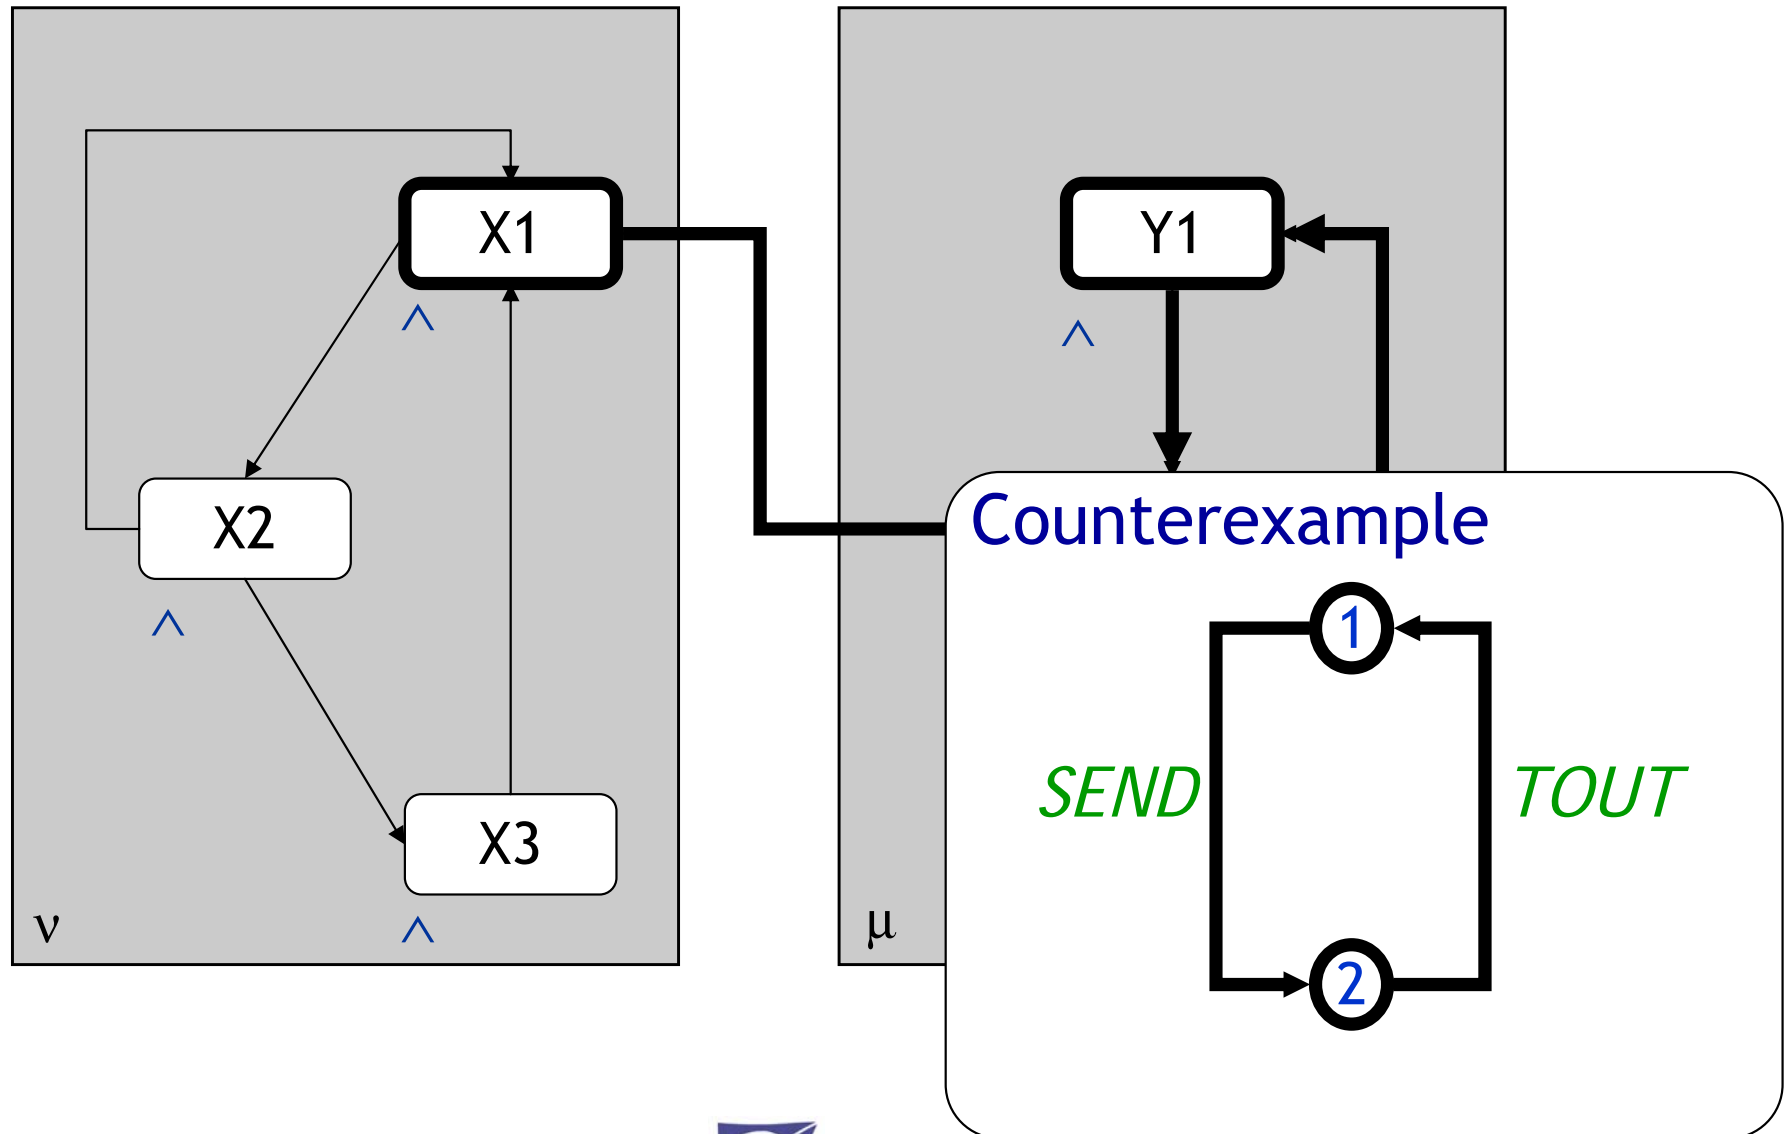 X1
^
X2
^
X3
^
ν
Y1
^
μ
Counterexample
1
SEND
TOUT
2